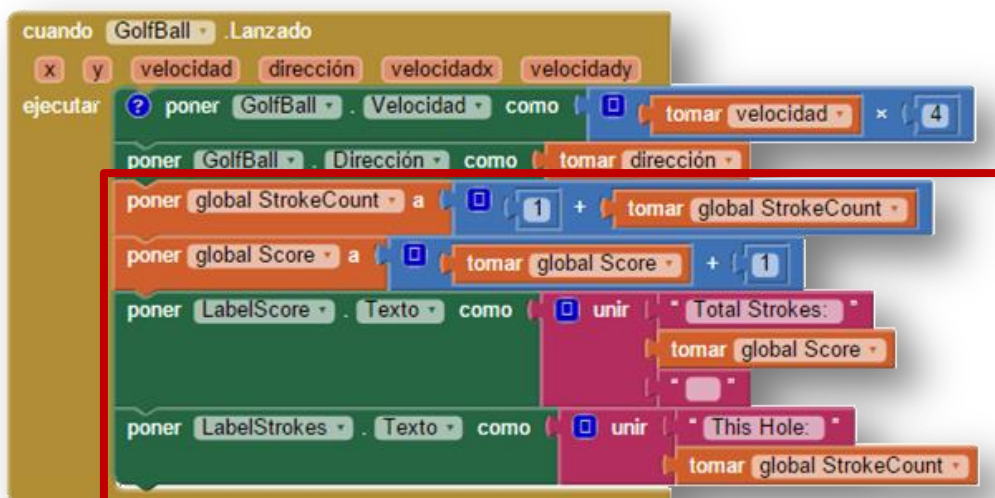 cuando GolfBall .Lanzado
x y velocidad dirección velocidadx velocidady
ejecutar ? poner GolfBall . Velocidad como tomar velocidad × 4
poner GolfBall . Dirección como tomar dirección
poner global StrokeCount a 1 + tomar global StrokeCount
poner global Score a tomar global Score + 1
poner LabelScore . Texto como unir " Total Strokes: "
tomar global Score
" "
poner LabelStrokes . Texto como unir " This Hole: "
tomar global StrokeCount